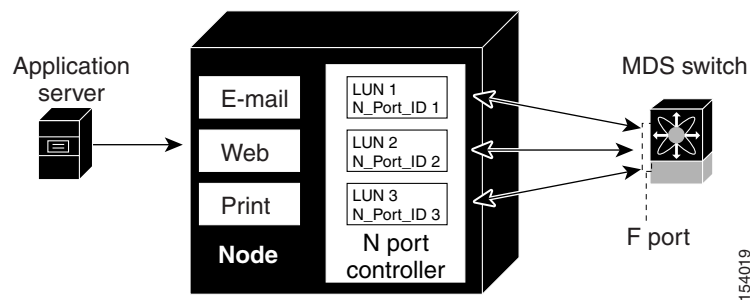 Application
server
E-mail
Web
Print
Node
LUN 1
N_Port_ID 1
LUN 2
N_Port_ID 2
LUN 3
N_Port_ID 3
N port
controller
MDS switch
F port
154019